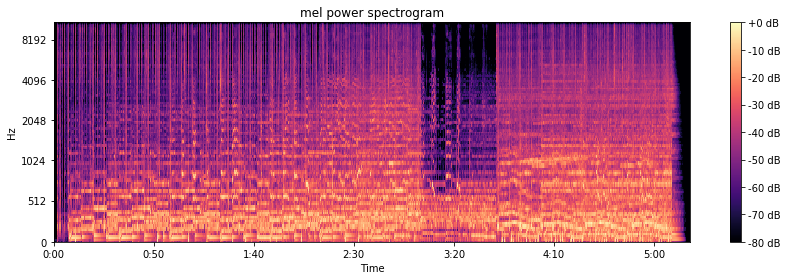 mel power spectrogram
8192
4096
2048
1024
512
0
Hz
0:00 0:50 1:40 2:30 3:20 4:10 5:00
Time
+0 dB
-10 dB
-20 dB
-30 dB
-40 dB
-50 dB
-60 dB
-70 dB
-80 dB